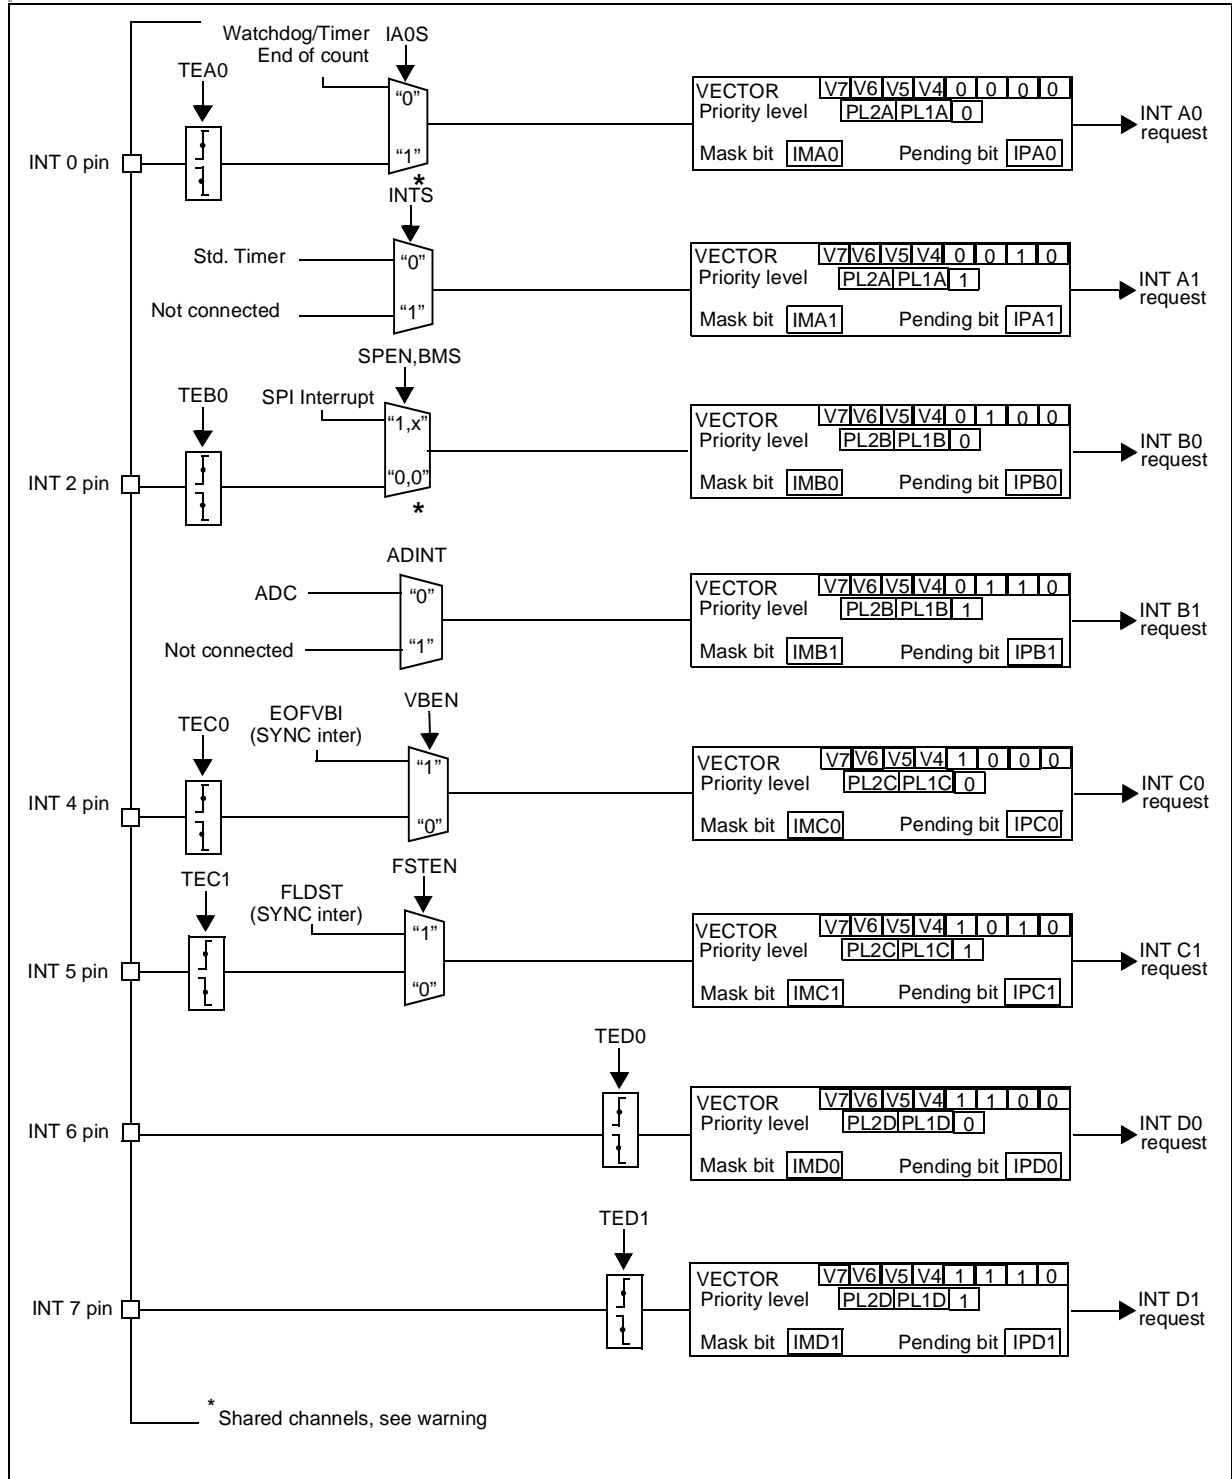 Watchdog/Timer IA0S
End of count
TEA0
“0”
“1”
INT 0 pin
*
VECTOR V7 V6 V5 V4 0 0 0 0
Priority level PL2A PL1A 0
Mask bit IMA0 Pending bit IPA0
INT A0
request
INTS
Std. Timer
“0”
Not connected
“1”
VECTOR V7 V6 V5 V4 0 0 1 0
Priority level PL2A PL1A 1
Mask bit IMA1 Pending bit IPA1
INT A1
request
SPEN,BMS
TEB0
SPI Interrupt
“1,x”
“0,0”
INT 2 pin
*
VECTOR V7 V6 V5 V4 0 1 0 0
Priority level PL2B PL1B 0
Mask bit IMB0 Pending bit IPB0
INT B0
request
ADINT
ADC
“0”
Not connected
“1”
VECTOR V7 V6 V5 V4 0 1 1 0
Priority level PL2B PL1B 1
Mask bit IMB1 Pending bit IPB1
INT B1
request
VBEN
TEC0
EOFVBI
(SYNC inter)
“1”
“0”
INT 4 pin
VECTOR V7 V6 V5 V4 1 0 0 0
Priority level PL2C PL1C 0
Mask bit IMC0 Pending bit IPC0
INT C0
request
FSTEN
TEC1
FLDST
(SYNC inter)
“1”
“0”
INT 5 pin
VECTOR V7 V6 V5 V4 1 0 1 0
Priority level PL2C PL1C 1
Mask bit IMC1 Pending bit IPC1
INT C1
request
TED0
INT 6 pin
VECTOR V7 V6 V5 V4 1 1 0 0
Priority level PL2D PL1D 0
Mask bit IMD0 Pending bit IPD0
INT D0
request
TED1
INT 7 pin
VECTOR V7 V6 V5 V4 1 1 1 0
Priority level PL2D PL1D 1
Mask bit IMD1 Pending bit IPD1
INT D1
request
* Shared channels, see warning